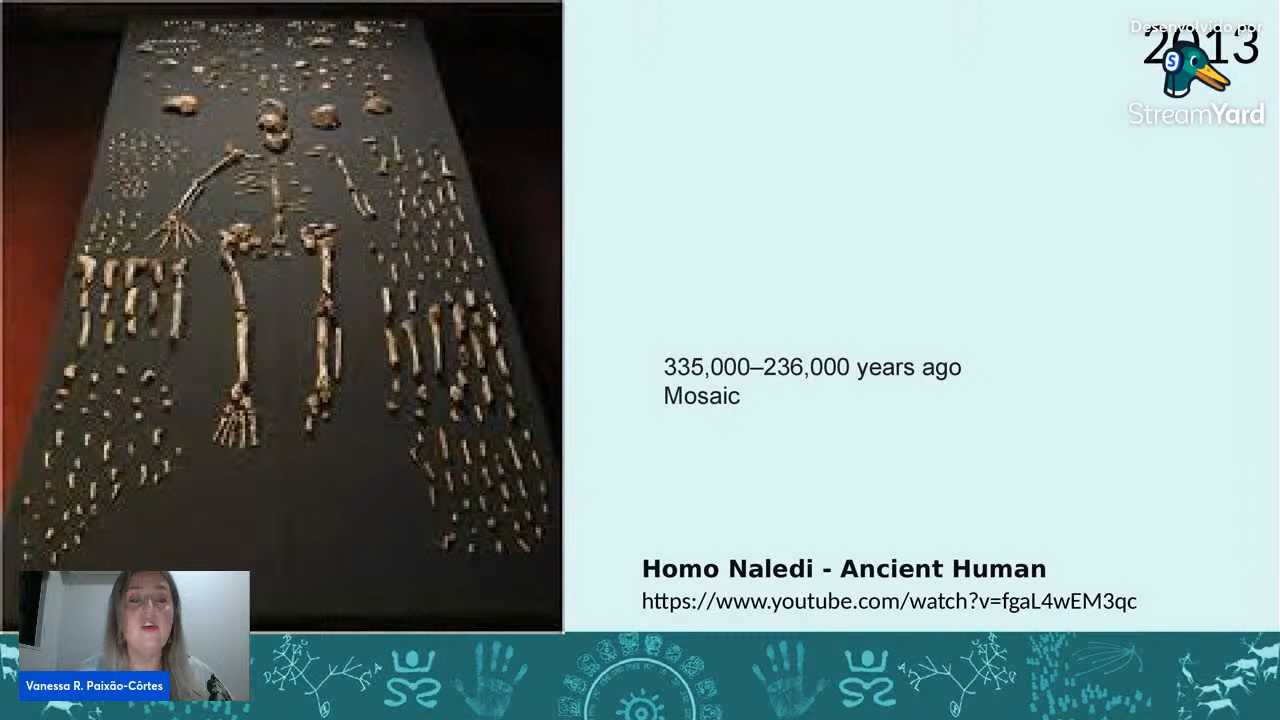 Desenvolvido por
2013
StreamYard
335,000–236,000 years ago
Mosaic
Homo Naledi - Ancient Human
https://www.youtube.com/watch?v=fgaL4wEM3qc
Vanessa R. Paixão-Côrtes